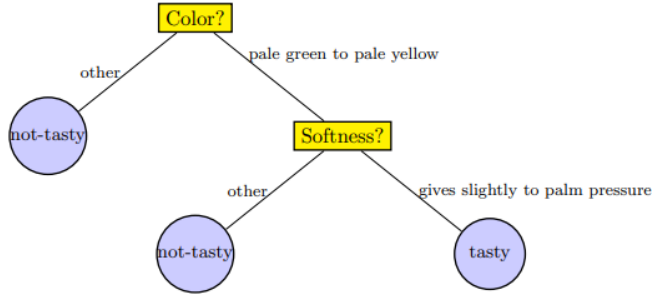 Color?
pale green to pale yellow
other
not-tasty
Softness?
other
gives slightly to palm pressure
not-tasty
tasty